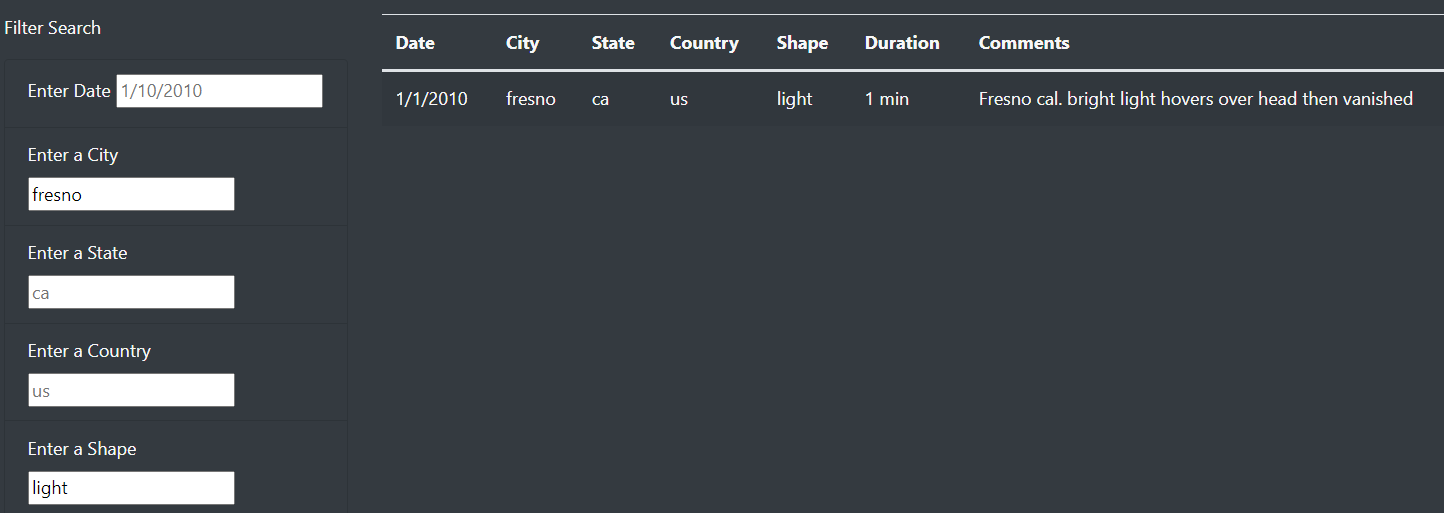 Filter Search
Enter Date 1/10/2010
Enter a City
fresno
Enter a State
ca
Enter a Country
us
Enter a Shape
light
Date City State Country Shape Duration Comments
1/1/2010 fresno ca us light 1 min Fresno cal. bright light hovers over head then vanished